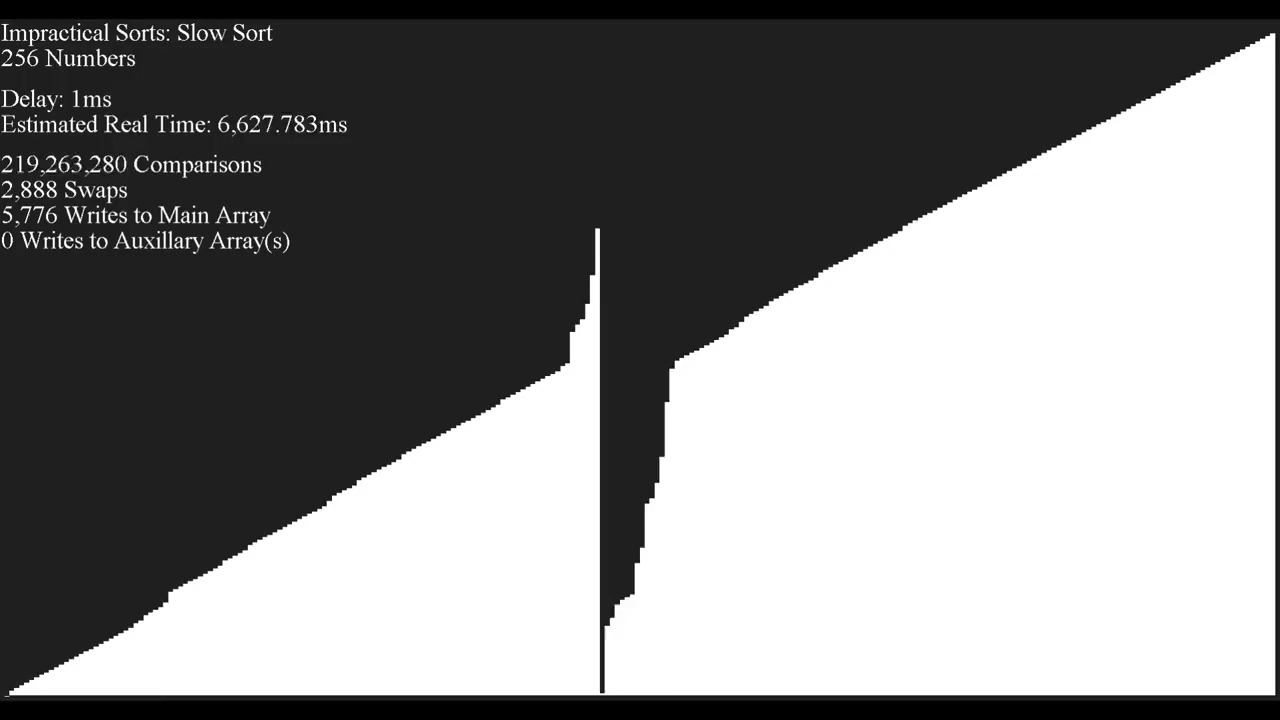 Impractical Sorts: Slow Sort
256 Numbers
Delay: 1ms
Estimated Real Time: 6,627.783ms
219,263,280 Comparisons
2,888 Swaps
5,776 Writes to Main Array
0 Writes to Auxillary Array(s)